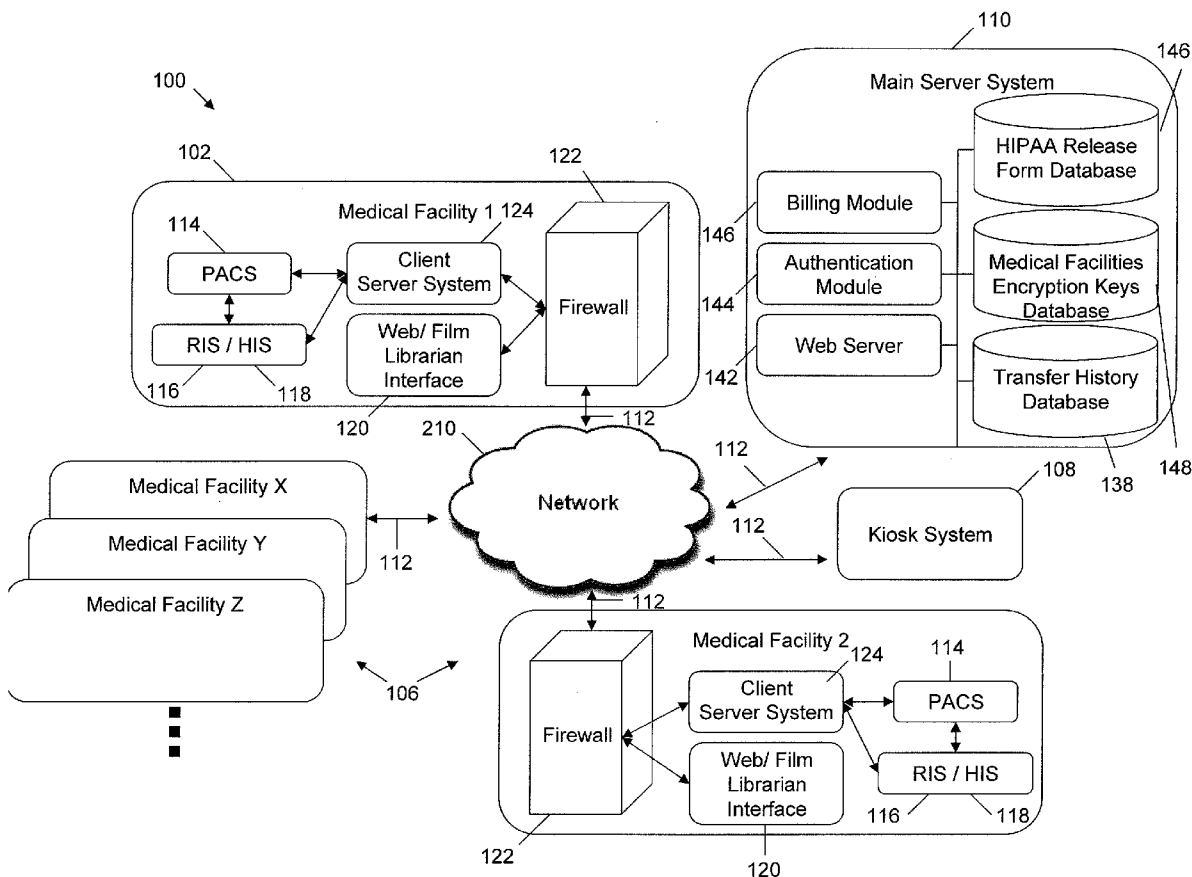 110
146
100
Main Server System
102
122
HIPAA Release
Form Database
Medical Facility 1
124
114
Billing Module
146
PACS
Client
Server System
Authentication
Module
Medical Facilities
Encryption Keys
Database
144
Firewall
RIS / HIS
Web/ Film
Librarian
Interface
Web Server
142
Transfer History
Database
116
118
120
112
210
112
138
148
108
Medical Facility X
Network
112
112
Kiosk System
Medical Facility Y
Medical Facility Z
112
Medical Facility 2
124
114
106
Client
Server System
PACS
Firewall
Web/ Film
Librarian
Interface
RIS / HIS
116
118
122
120